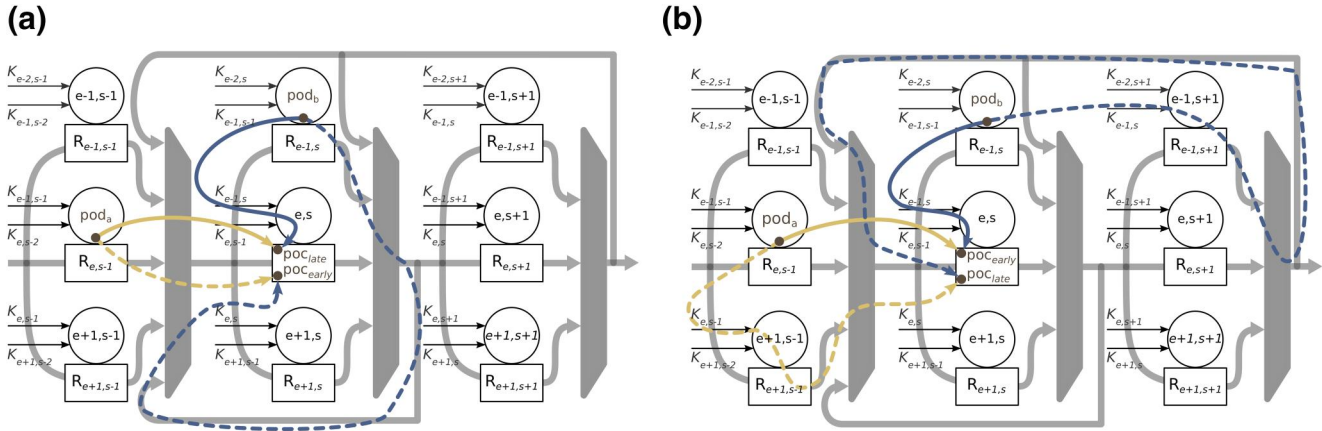 (a)
K e-2,s-1
K e-1,s-2
e-1,s-1
R e-1,s-1
K e-2,s
K e-1,s-1
pod b
R e-1,s
K e-2,s+1
K e-1,s
e-1,s+1
R e-1,s+1
K e-1,s-1
K e,s-2
pod a
R e,s-1
K e-1,s
K e,s-1
e,s
poc late
poc early
K e-1,s+1
K e,s
e,s+1
R e,s+1
K e,s-1
K e+1,s-2
e+1,s-1
R e+1,s-1
K e,s
K e+1,s-1
e+1,s
R e+1,s
K e,s+1
K e+1,s
e+1,s+1
R e+1,s+1
(b)
K e-2,s-1
K e-1,s-2
e-1,s-1
R e-1,s-1
K e-2,s
K e-1,s-1
pod b
R e-1,s
K e-2,s+1
K e-1,s
e-1,s+1
R e-1,s+1
K e-1,s-1
K e,s-2
pod a
R e,s-1
K e-1,s
K e,s-1
e,s
poc early
poc late
K e-1,s+1
K e,s
e,s+1
R e,s+1
K e,s-1
K e+1,s-2
e+1,s-1
R e+1,s-1
K e,s
K e+1,s-1
e+1,s
R e+1,s
K e,s+1
K e+1,s
e+1,s+1
R e+1,s+1